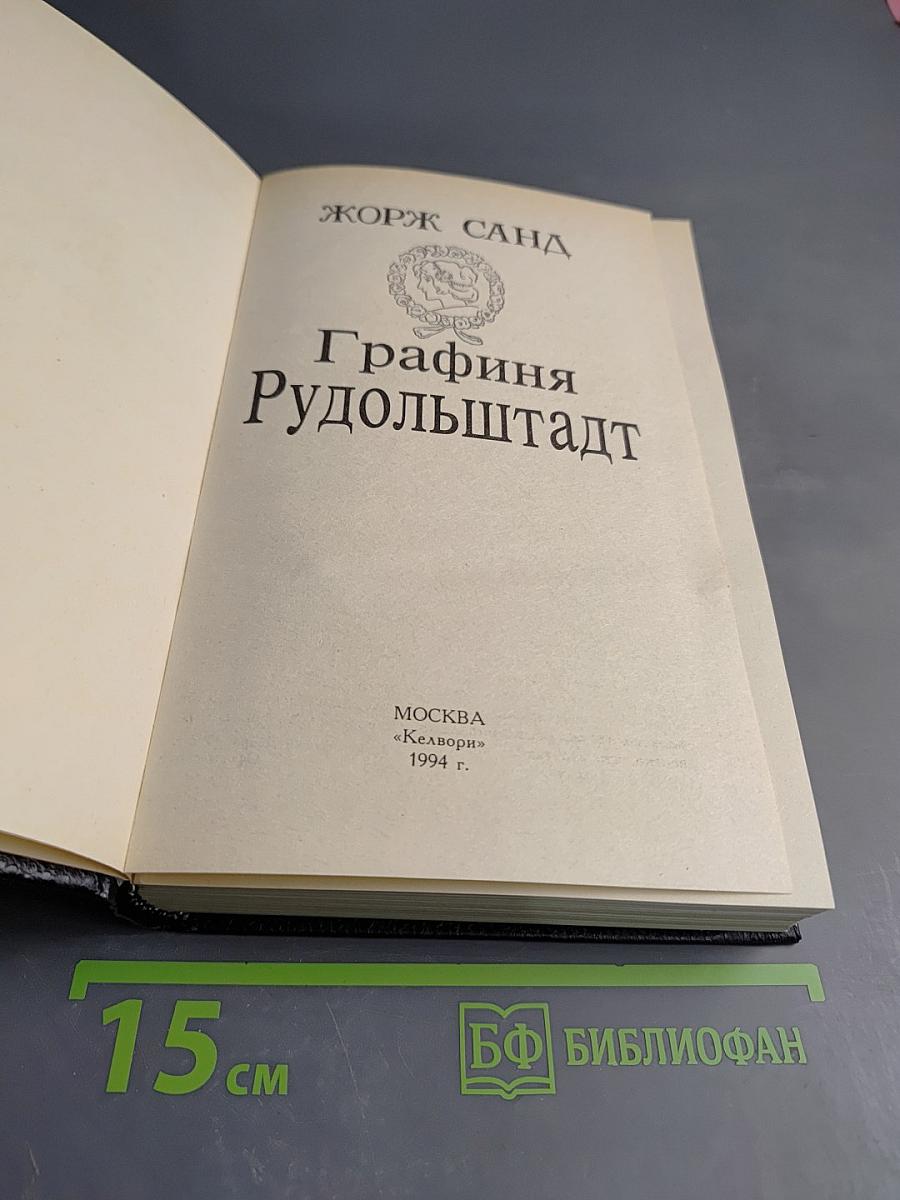 ЖОРЖ САНД
Графиня
Рудольштадт
МОСКВА
«Келвори»
1994 г.
15 см
БФ БИБЛИОФАН